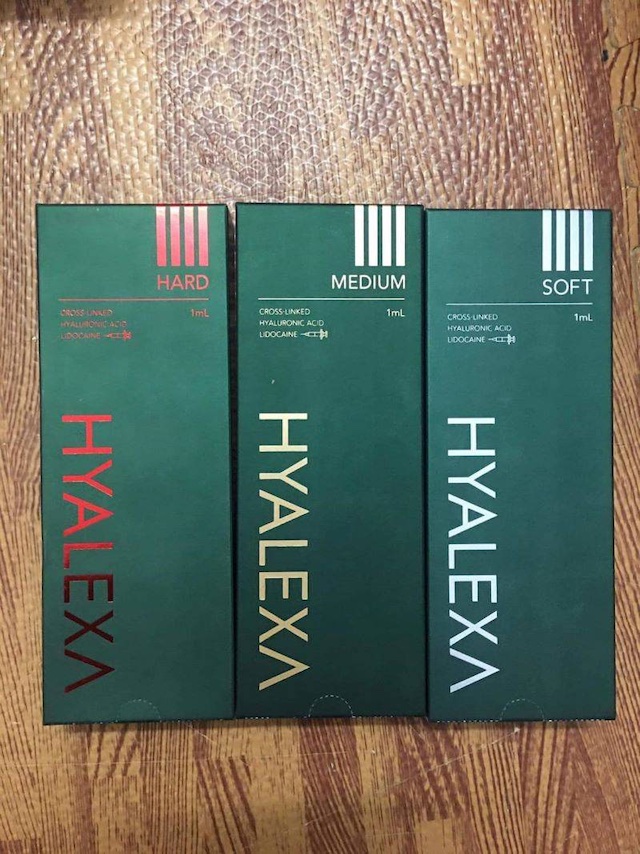 HARD
CROSS-LINKED
HYALURONIC ACID
LIDOCAINE
1mL
HYALEXA
MEDIUM
CROSS-LINKED
HYALURONIC ACID
LIDOCAINE
1mL
HYALEXA
SOFT
CROSS-LINKED
HYALURONIC ACID
LIDOCAINE
1mL
HYALEXA